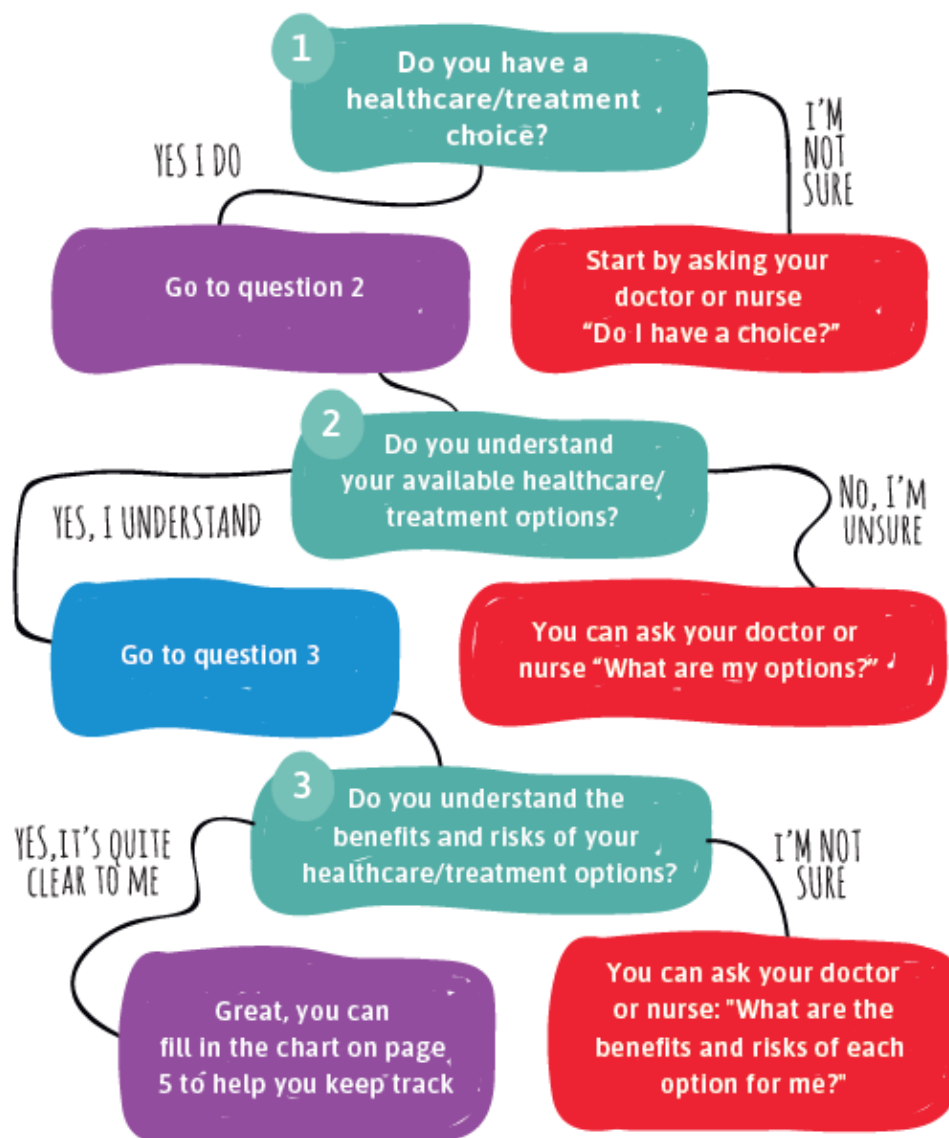 1
Do you have a
healthcare/treatment
choice?
YES I DO
I'M
NOT
SURE
Go to question 2
Start by asking your
doctor or nurse
“Do I have a choice?”
2
Do you understand
your available healthcare/
treatment options?
YES, I UNDERSTAND
NO, I'M
UNSURE
Go to question 3
You can ask your doctor or
nurse “What are my options?”
3
Do you understand the
benefits and risks of your
healthcare/treatment options?
YES,IT'S QUITE
CLEAR TO ME
I'M NOT
SURE
Great, you can
fill in the chart on page
5 to help you keep track
You can ask your doctor
or nurse: "What are the
benefits and risks of each
option for me?"